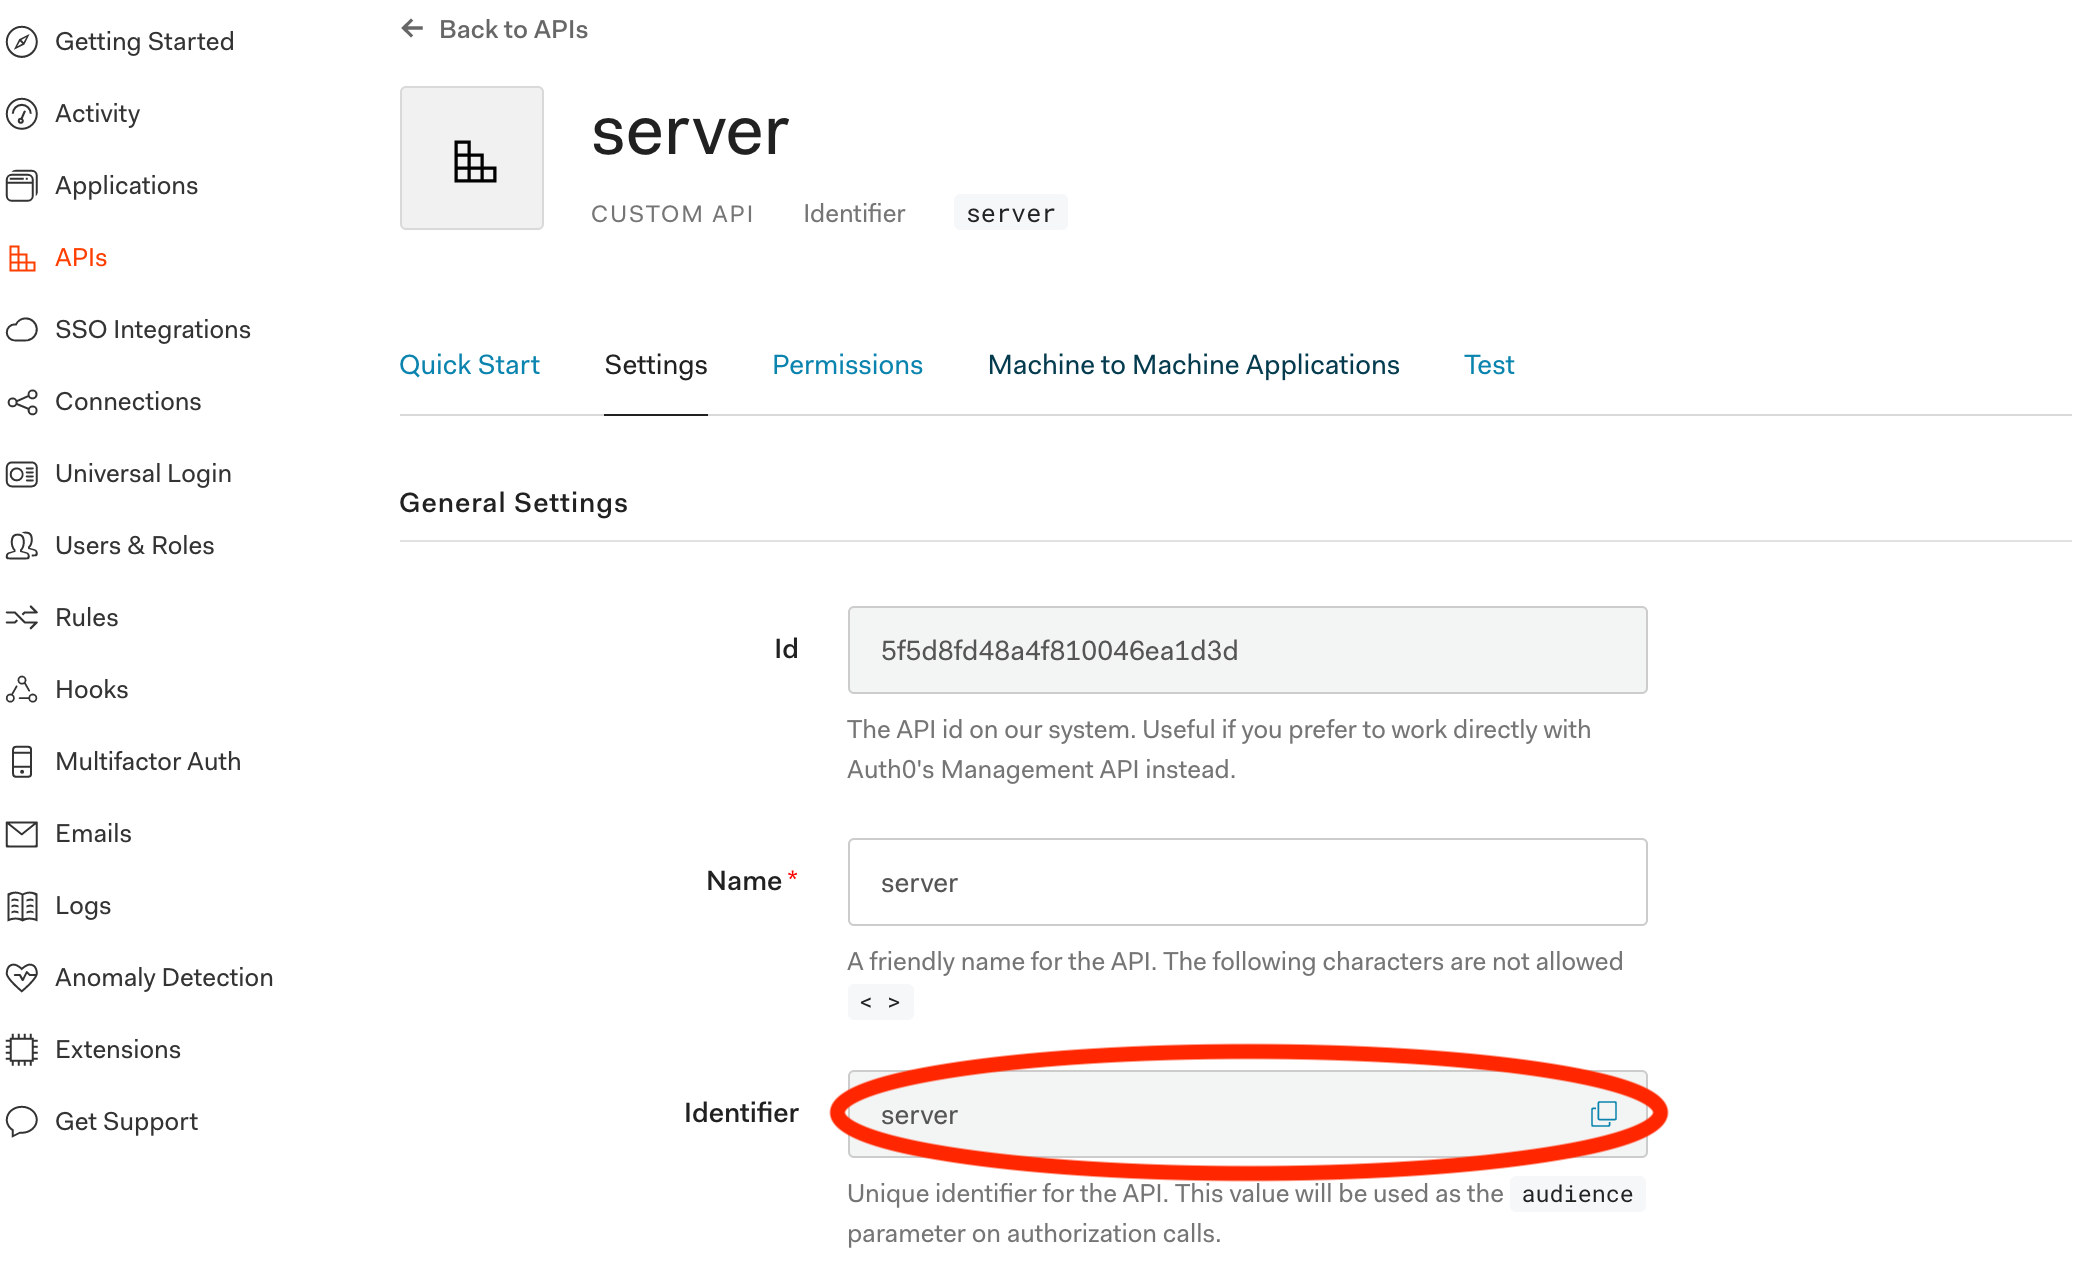 Getting Started
Activity
Applications
APIs
SSO Integrations
Connections
Universal Login
Users & Roles
Rules
Hooks
Multifactor Auth
Emails
Logs
Anomaly Detection
Extensions
Get Support
Back to APIs
server
CUSTOM API Identifier server
Quick Start Settings Permissions Machine to Machine Applications Test
General Settings
Id 5f5d8fd48a4f810046ea1d3d
The API id on our system. Useful if you prefer to work directly with
Auth0's Management API instead.
Name * server
A friendly name for the API. The following characters are not allowed
< >
Identifier server
Unique identifier for the API. This value will be used as the audience
parameter on authorization calls.